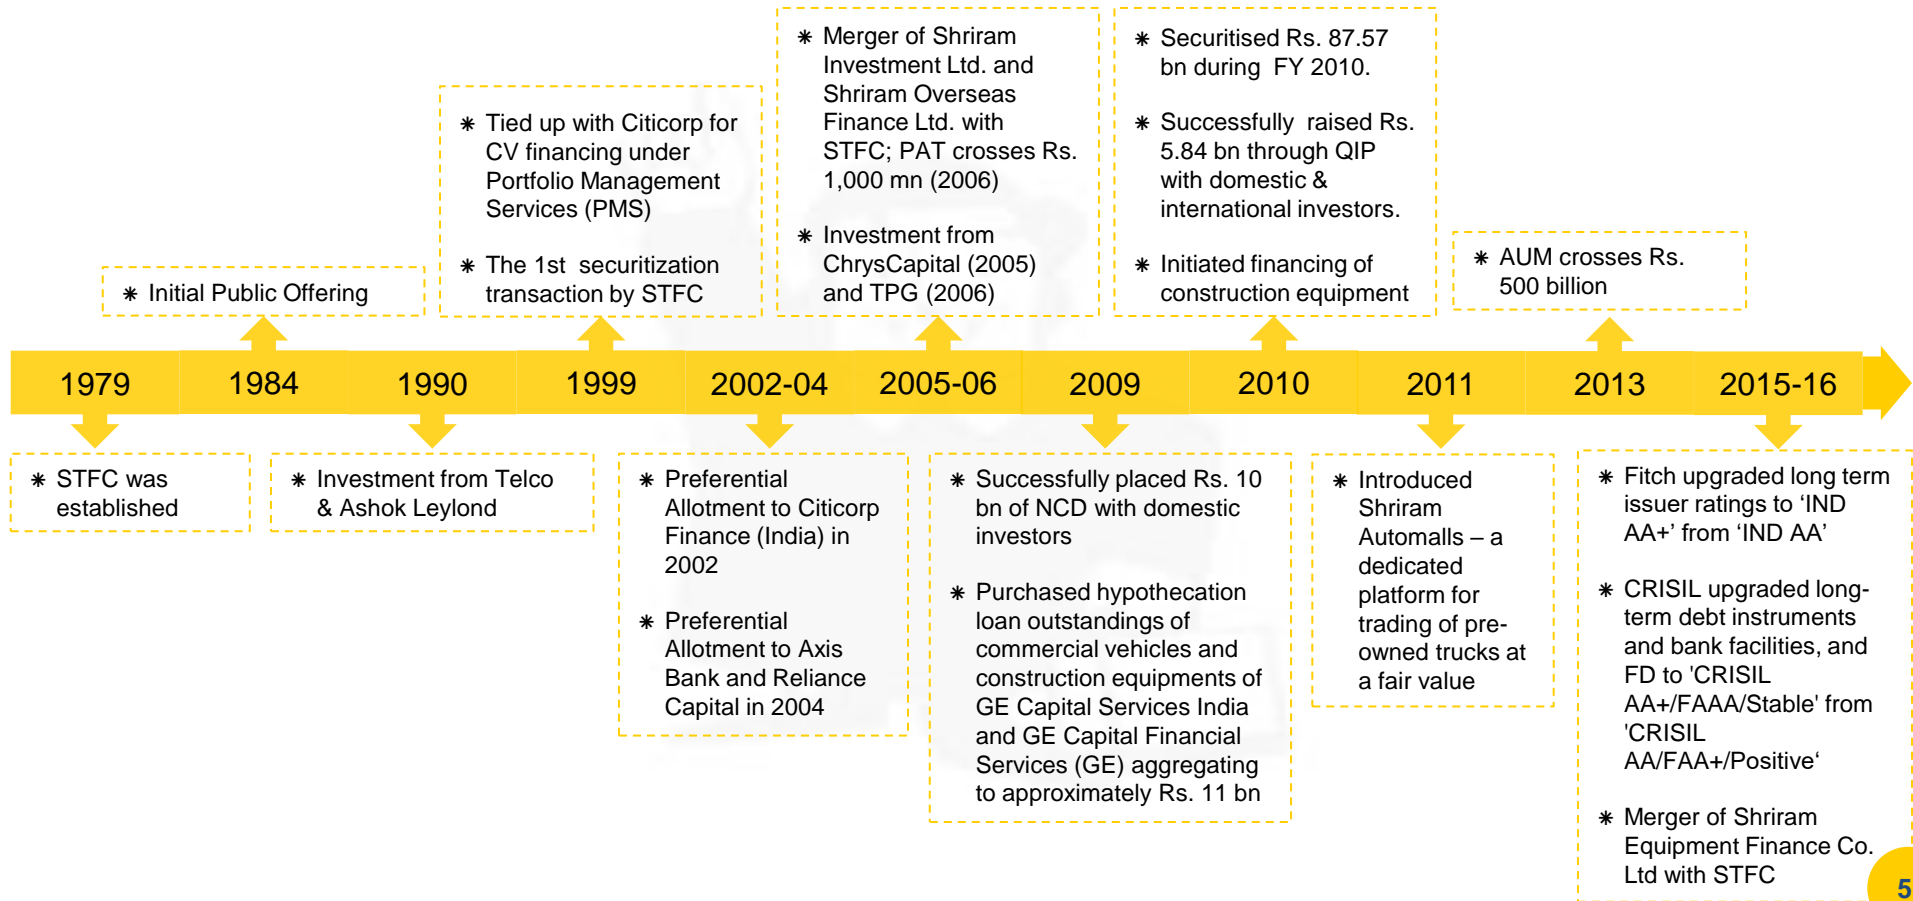 * Initial Public Offering
* Tied up with Citicorp for
CV financing under
Portfolio Management
Services (PMS)
* The 1st securitization
transaction by STFC
* Merger of Shriram
Investment Ltd. and
Shriram Overseas
Finance Ltd. with
STFC; PAT crosses Rs.
1,000 mn (2006)
* Investment from
ChrysCapital (2005)
and TPG (2006)
* Securitised Rs. 87.57
bn during FY 2010.
* Successfully raised Rs.
5.84 bn through QIP
with domestic &
international investors.
* Initiated financing of
construction equipment
* AUM crosses Rs.
500 billion
1979 1984 1990 1999 2002-04 2005-06 2009 2010 2011 2013 2015-16
* STFC was
established
* Investment from Telco
& Ashok Leylond
* Preferential
Allotment to Citicorp
Finance (India) in
2002
* Preferential
Allotment to Axis
Bank and Reliance
Capital in 2004
* Successfully placed Rs. 10
bn of NCD with domestic
investors
* Purchased hypothecation
loan outstandings of
commercial vehicles and
construction equipments of
GE Capital Services India
and GE Capital Financial
Services (GE) aggregating
to approximately Rs. 11 bn
* Introduced
Shriram
Automalls – a
dedicated
platform for
trading of pre-
owned trucks at
a fair value
* Fitch upgraded long term
issuer ratings to ‘IND
AA+’ from ‘IND AA’
* CRISIL upgraded long-
term debt instruments
and bank facilities, and
FD to 'CRISIL
AA+/FAAA/Stable' from
'CRISIL
AA/FAA+/Positive‘
* Merger of Shriram
Equipment Finance Co.
Ltd with STFC
5